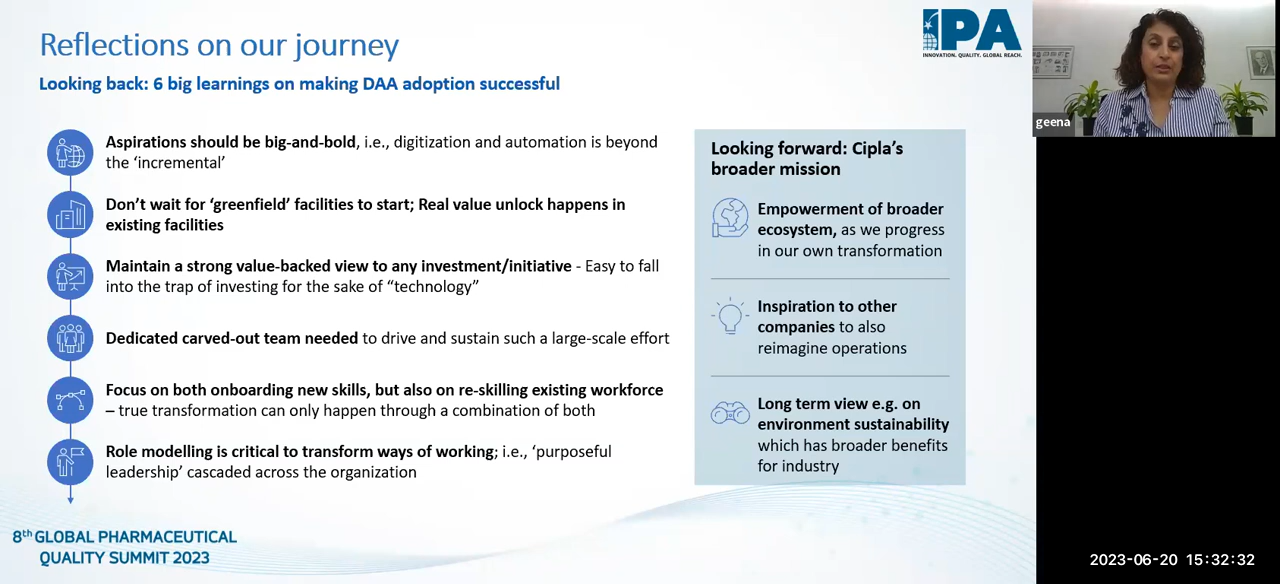 Reflections on our journey
Looking back: 6 big learnings on making DAA adoption successful
Aspirations should be big-and-bold, i.e., digitization and automation is beyond
the ‘incremental’
Don’t wait for ‘greenfield’ facilities to start; Real value unlock happens in
existing facilities
Maintain a strong value-backed view to any investment/initiative - Easy to fall
into the trap of investing for the sake of “technology”
Dedicated carved-out team needed to drive and sustain such a large-scale effort
Focus on both onboarding new skills, but also on re-skilling existing workforce
– true transformation can only happen through a combination of both
Role modelling is critical to transform ways of working; i.e., ‘purposeful
leadership’ cascaded across the organization
8th GLOBAL PHARMACEUTICAL
QUALITY SUMMIT 2023
IPA
INNOVATION. QUALITY. GLOBAL REACH.
Looking forward: Cipla’s
broader mission
Empowerment of broader
ecosystem, as we progress
in our own transformation
Inspiration to other
companies to also
reimagine operations
Long term view e.g. on
environment sustainability
which has broader benefits
for industry
geena
2023-06-20 15:32:32